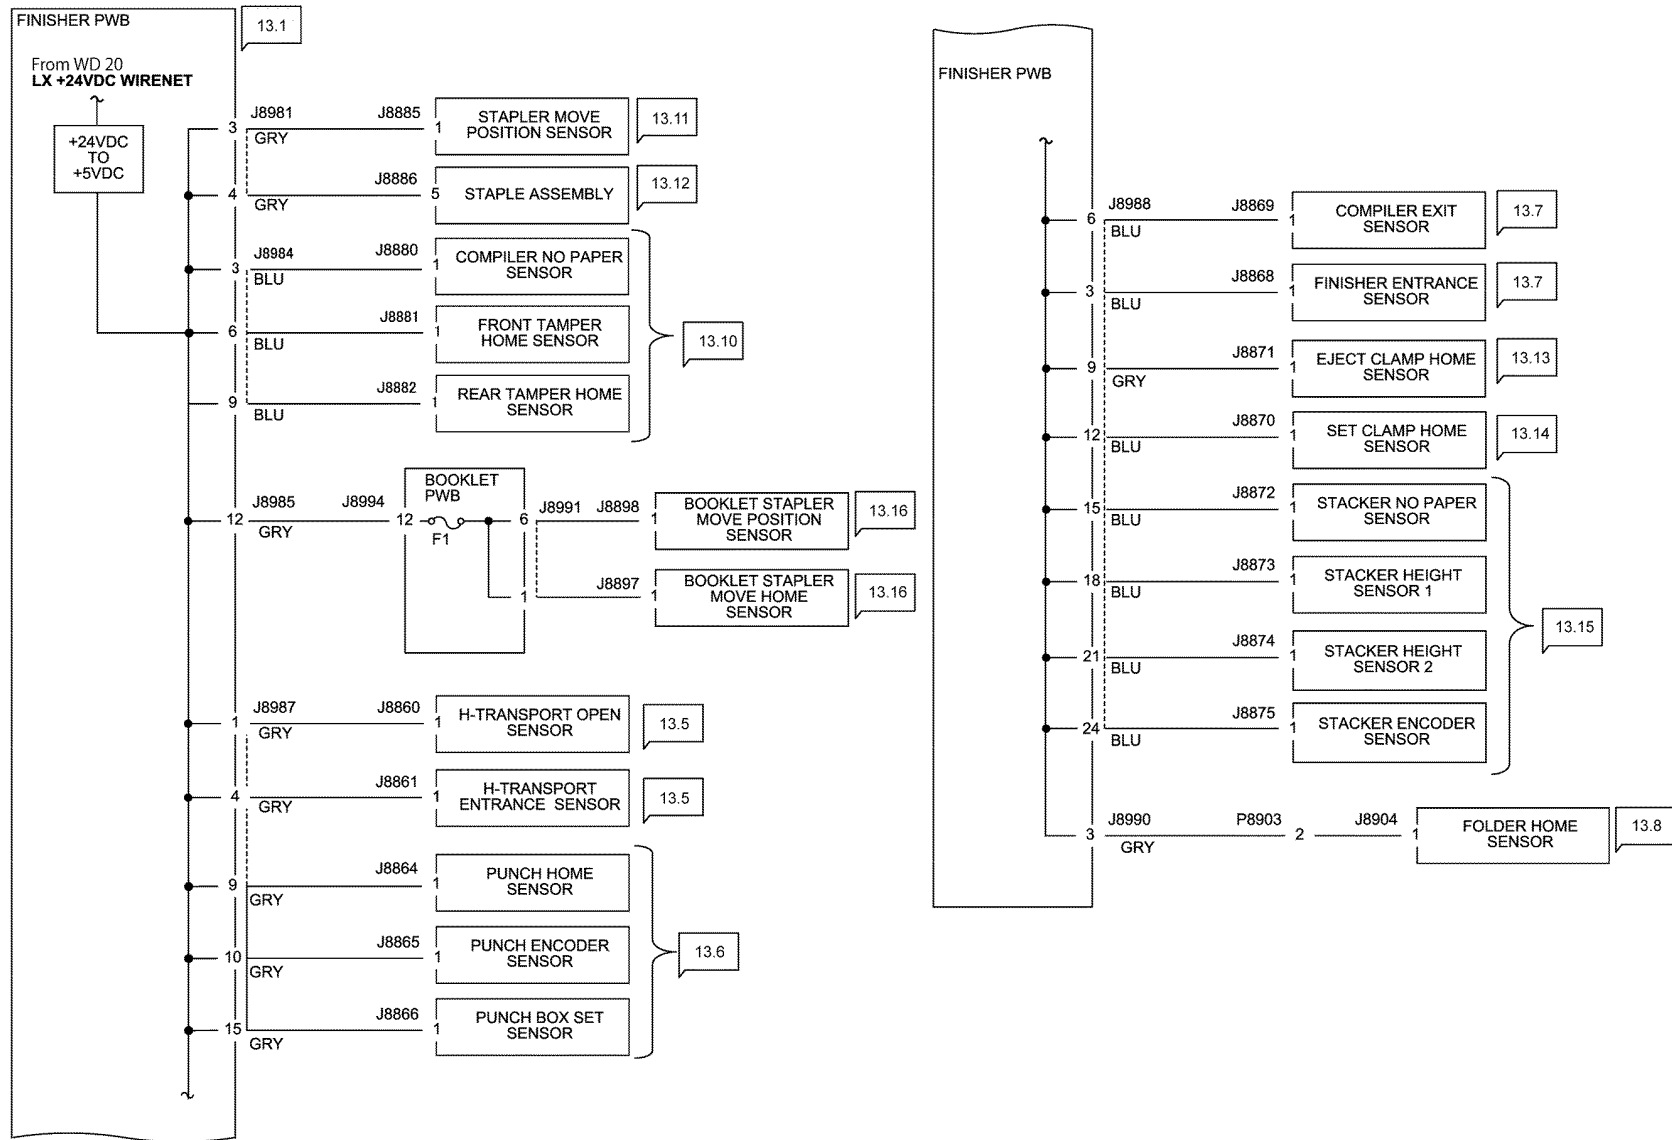 FINISHER PWB
13.1
From WD 20
LX +24VDC WIRENET
+24VDC
TO
+5VDC
3
J8981
GRY
J8885
1
STAPLER MOVE
POSITION SENSOR
13.11
4
GRY
J8886
5
STAPLE ASSEMBLY
13.12
3
J8984
BLU
J8880
1
COMPILER NO PAPER
SENSOR
6
BLU
J8881
1
FRONT TAMPER
HOME SENSOR
13.10
9
BLU
J8882
1
REAR TAMPER HOME
SENSOR
12
J8985
GRY
J8994
BOOKLET
PWB
12
F1
6
J8991
J8898
1
BOOKLET STAPLER
MOVE POSITION
SENSOR
13.16
1
J8897
1
BOOKLET STAPLER
MOVE HOME
SENSOR
13.16
1
J8987
GRY
J8860
1
H-TRANSPORT OPEN
SENSOR
13.5
4
GRY
J8861
1
H-TRANSPORT
ENTRANCE SENSOR
13.5
9
GRY
J8864
1
PUNCH HOME
SENSOR
10
GRY
J8865
1
PUNCH ENCODER
SENSOR
13.6
15
GRY
J8866
1
PUNCH BOX SET
SENSOR
FINISHER PWB
6
J8988
BLU
J8869
1
COMPILER EXIT
SENSOR
13.7
3
BLU
J8868
1
FINISHER ENTRANCE
SENSOR
13.7
9
GRY
J8871
1
EJECT CLAMP HOME
SENSOR
13.13
12
BLU
J8870
1
SET CLAMP HOME
SENSOR
13.14
15
BLU
J8872
1
STACKER NO PAPER
SENSOR
18
BLU
J8873
1
STACKER HEIGHT
SENSOR 1
13.15
21
BLU
J8874
1
STACKER HEIGHT
SENSOR 2
24
BLU
J8875
1
STACKER ENCODER
SENSOR
3
J8990
GRY
P8903
2
J8904
1
FOLDER HOME
SENSOR
13.8